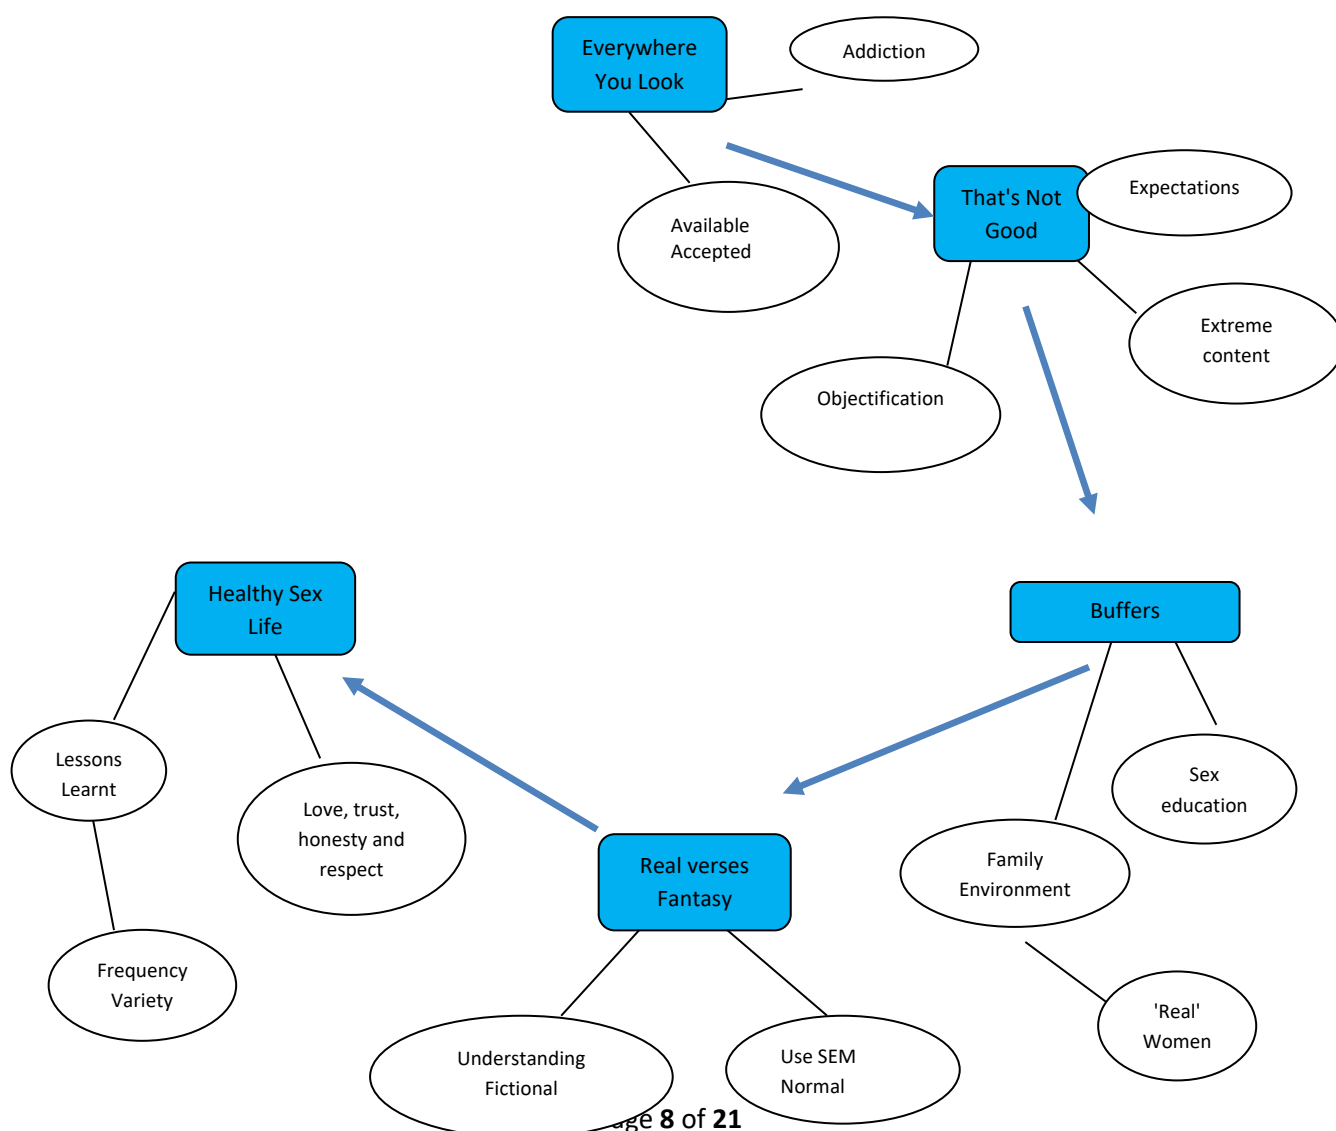 Everywhere
You Look
Addiction
Available
Accepted
That's Not
Good
Expectations
Extreme
content
Objectification
Healthy Sex
Life
Buffers
Lessons
Learnt
Love, trust,
honesty and
respect
Sex
education
Real verses
Fantasy
Family
Environment
Frequency
Variety
'Real'
Women
Understanding
Fictional
Use SEM
Normal
8 of 21